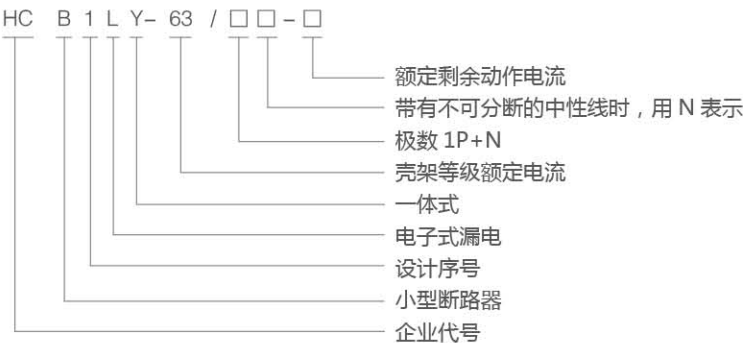 HC B 1 L Y- 63 / □ □ - □
额定剩余动作电流
带有不可分断的中性线时，用 N 表示
极数 1P+N
壳架等级额定电流
一体式
电子式漏电
设计序号
小型断路器
企业代号